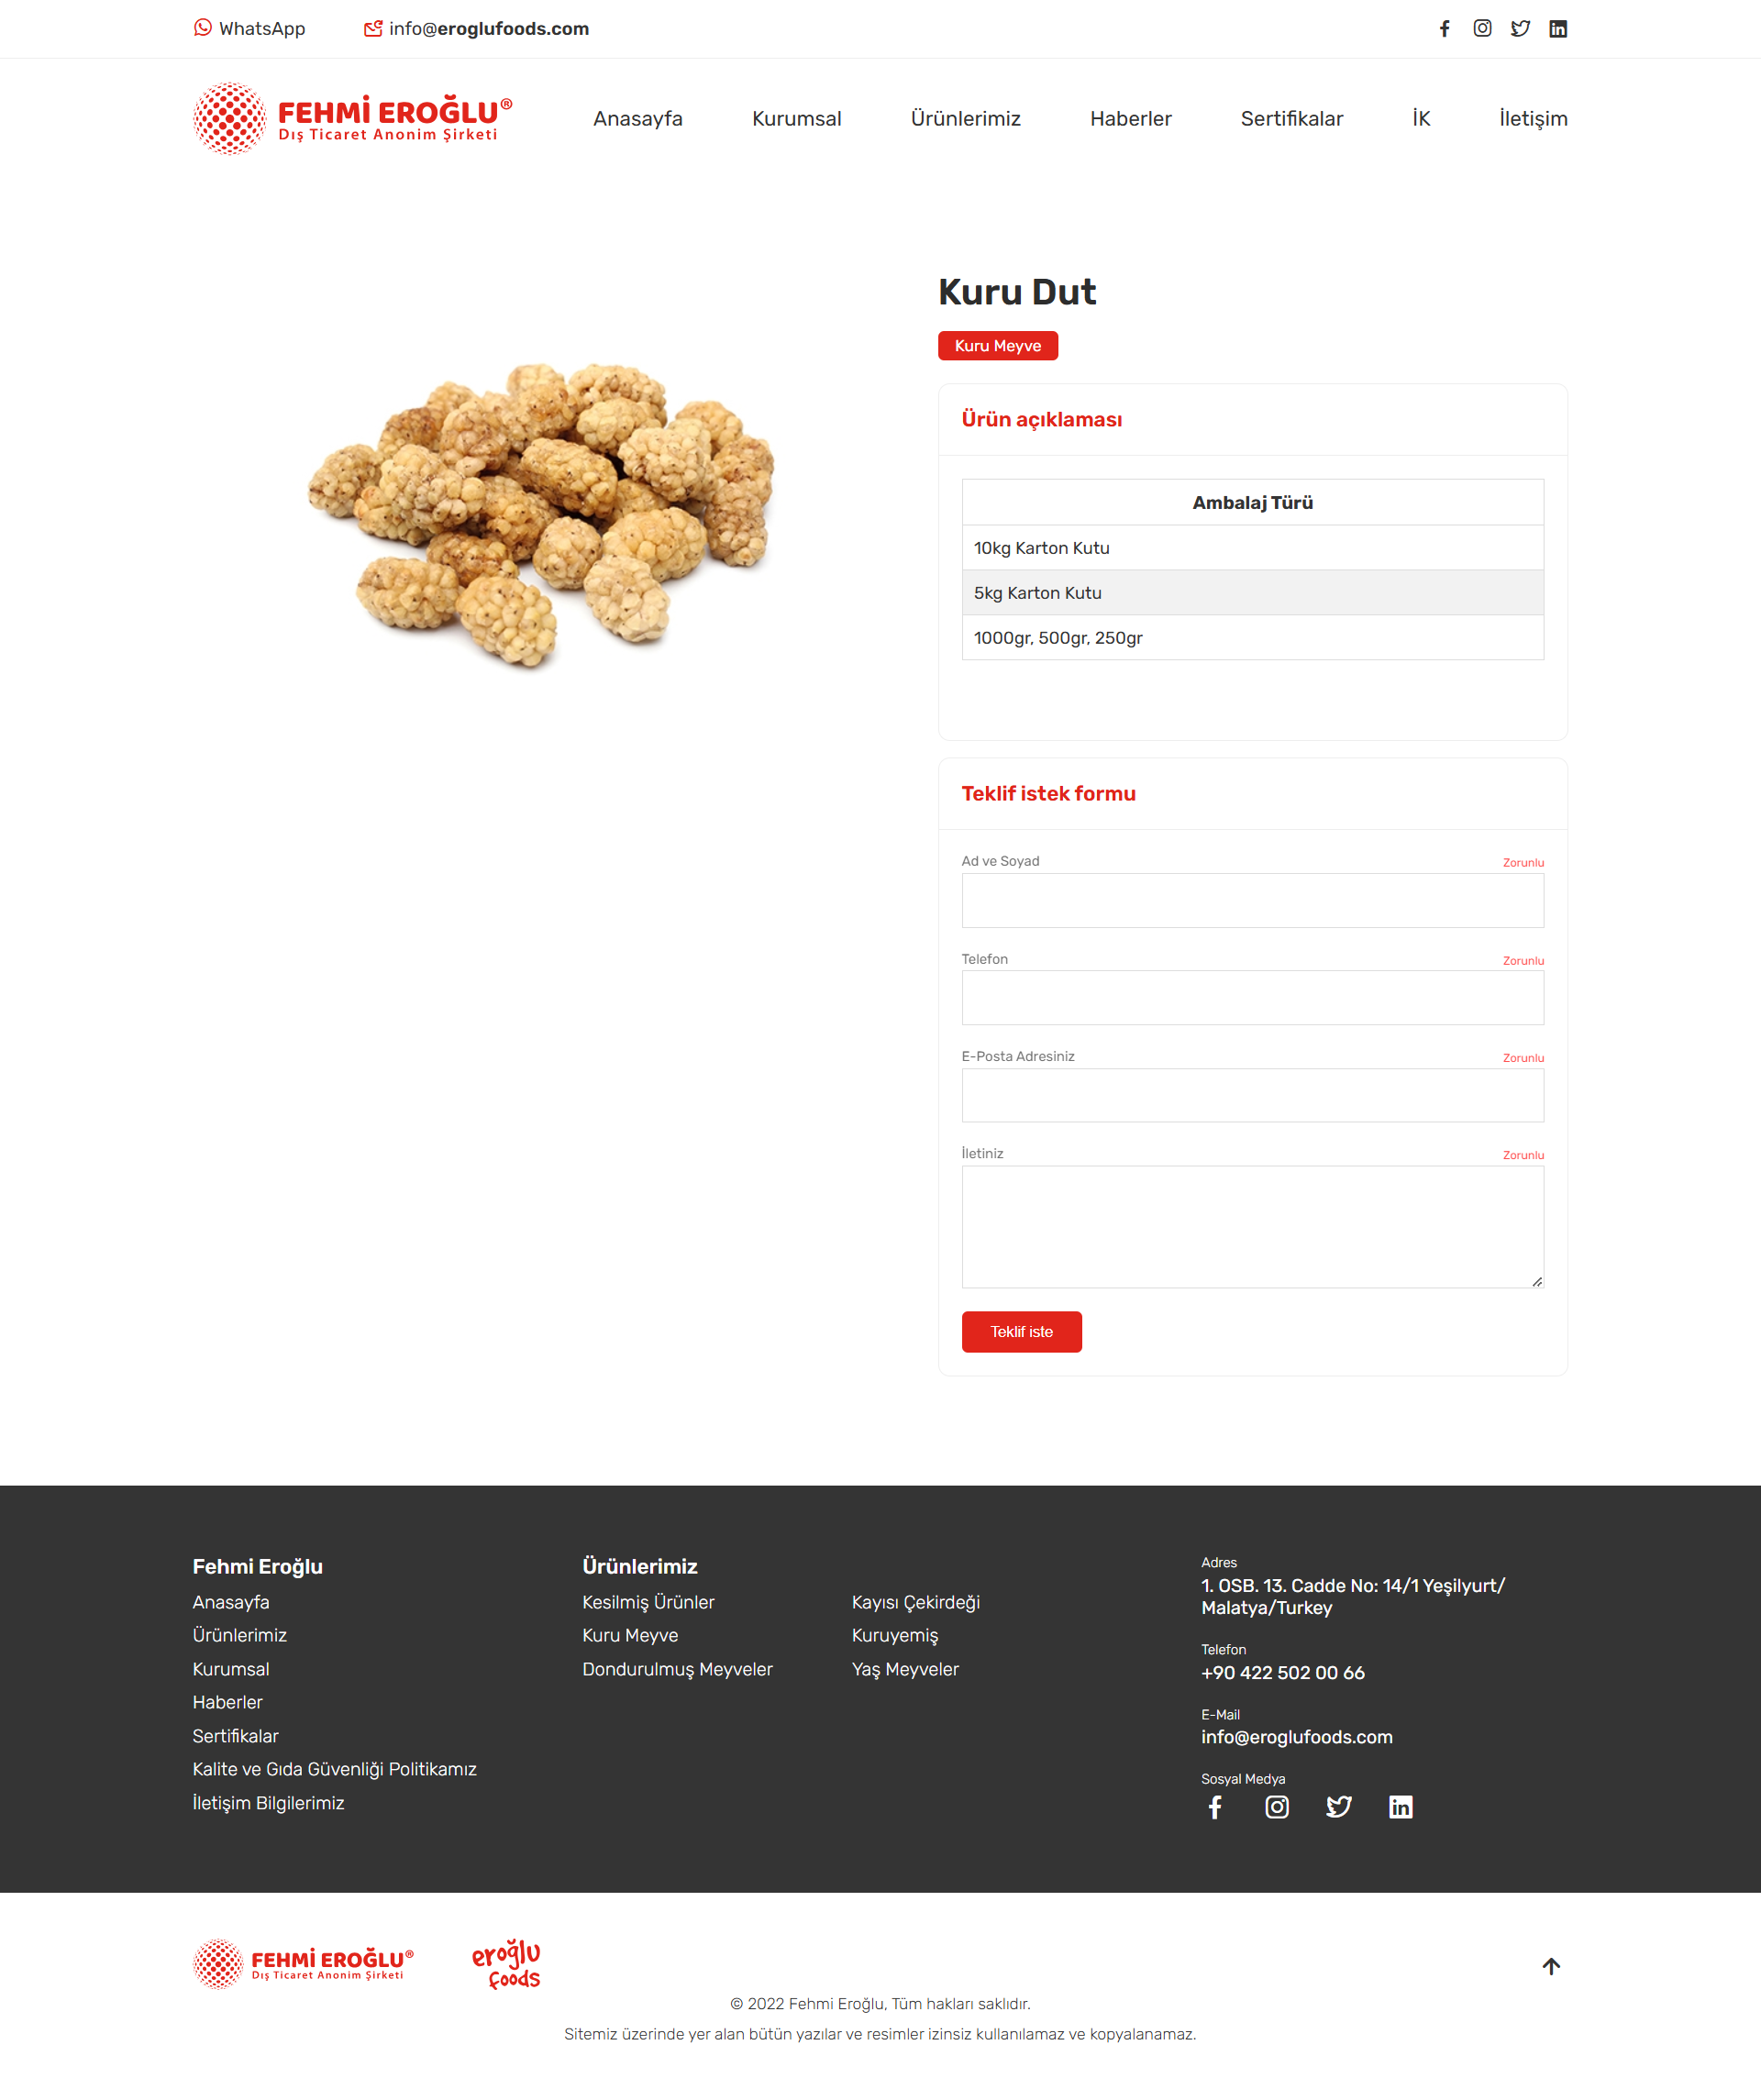 WhatsApp
info@eroglufoods.com
FEHMİ EROĞLU®
Dış Ticaret Anonim Şirketi
Anasayfa
Kurumsal
Ürünlerimiz
Haberler
Sertifikalar
İK
İletişim
Kuru Dut
Kuru Meyve
Ürün açıklaması
Ambalaj Türü
10kg Karton Kutu
5kg Karton Kutu
1000gr, 500gr, 250gr
Teklif istek formu
Ad ve Soyad
Zorunlu
Telefon
Zorunlu
E-Posta Adresiniz
Zorunlu
İletiniz
Zorunlu
Teklif iste
Fehmi Eroğlu
Anasayfa
Ürünlerimiz
Kurumsal
Haberler
Sertifikalar
Kalite ve Gıda Güvenliği Politikamız
İletişim Bilgilerimiz
Ürünlerimiz
Kesilmiş Ürünler
Kuru Meyve
Dondurulmuş Meyveler
Kayısı Çekirdeği
Kuruyemiş
Yaş Meyveler
Adres
1. OSB. 13. Cadde No: 14/1 Yeşilyurt/
Malatya/Turkey
Telefon
+90 422 502 00 66
E-Mail
info@eroglufoods.com
Sosyal Medya
FEHMİ EROĞLU®
Dış Ticaret Anonim Şirketi
eroğlu
foods
© 2022 Fehmi Eroğlu, Tüm hakları saklıdır.
Sitemiz üzerinde yer alan bütün yazılar ve resimler izinsiz kullanılamaz ve kopyalanamaz.